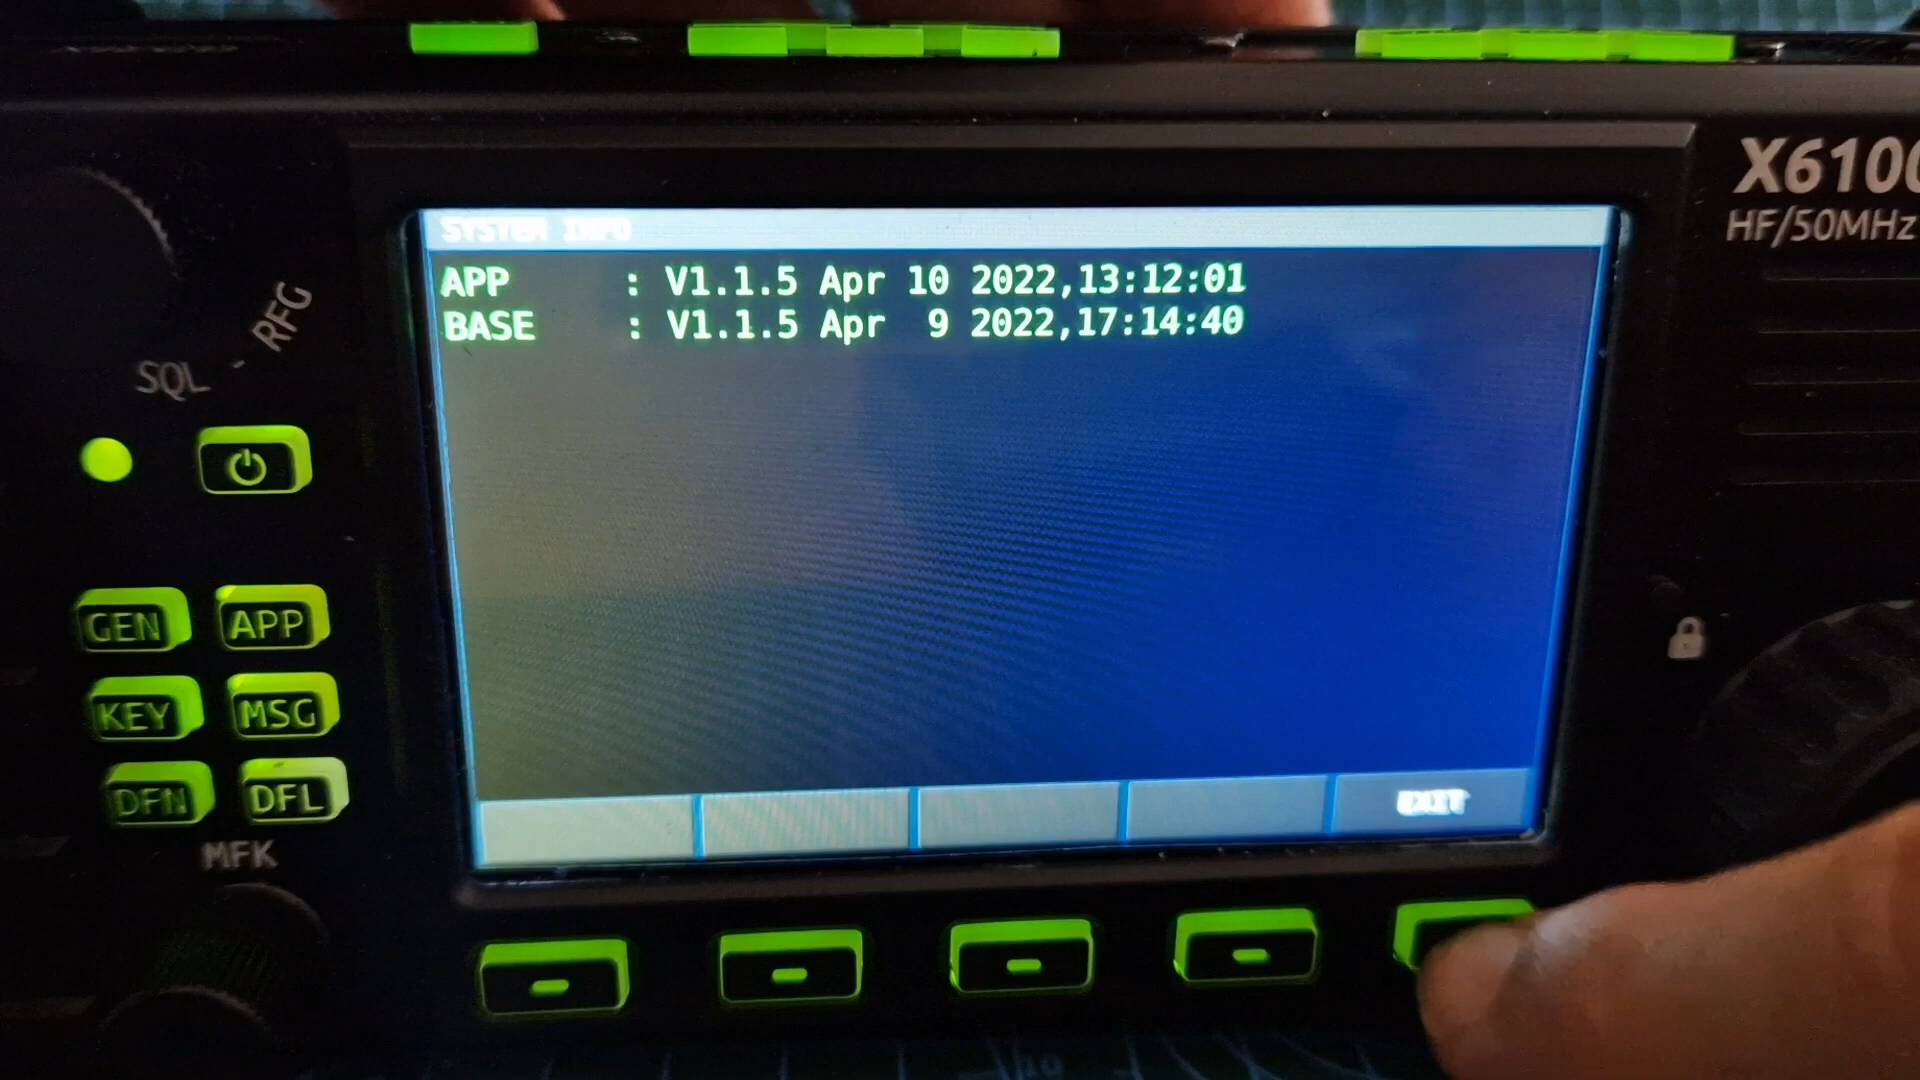 X6100
HF/50MHz
SYSTEM INFO
APP : V1.1.5 Apr 10 2022,13:12:01
BASE : V1.1.5 Apr 9 2022,17:14:40
SQL - RFG
GEN APP
KEY MSG
DFN DFL
MFK
EXIT
10